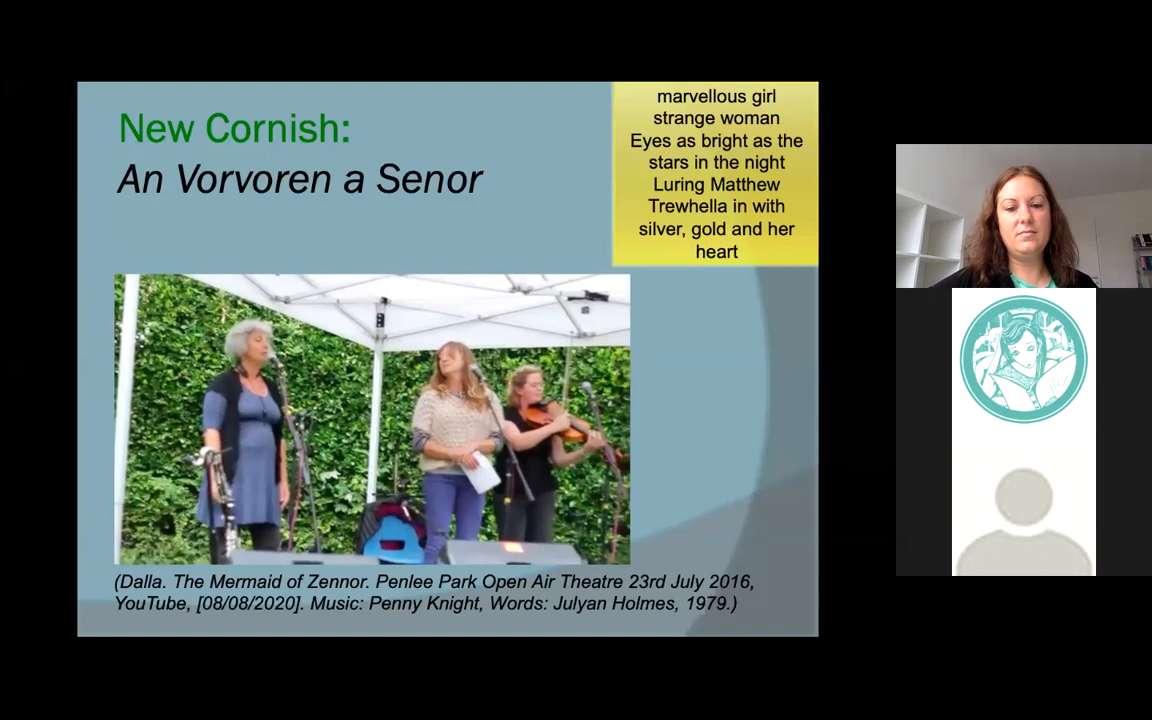 New Cornish:
An Vorvoren a Senor
marvellous girl
strange woman
Eyes as bright as the
stars in the night
Luring Matthew
Trewhella in with
silver, gold and her
heart
(Dalla. The Mermaid of Zennor. Penlee Park Open Air Theatre 23rd July 2016,
YouTube, [08/08/2020]. Music: Penny Knight, Words: Julyan Holmes, 1979.)